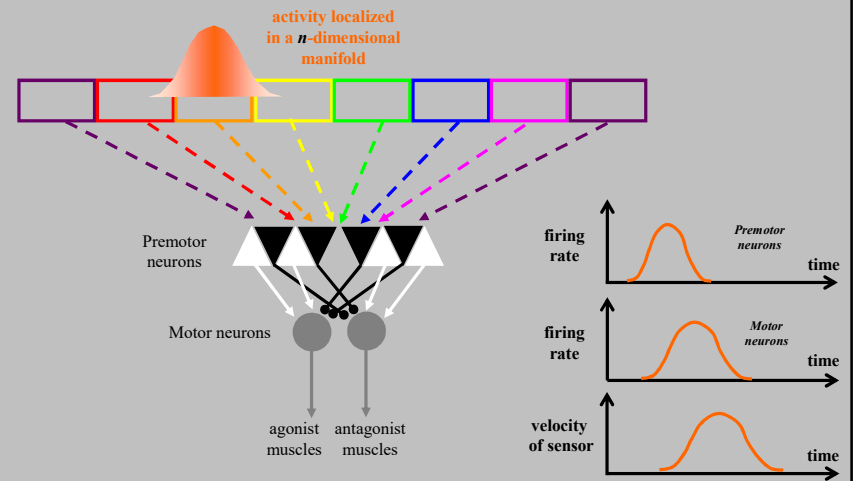 activity localized
in a n-dimensional
manifold
Premotor
neurons
Motor neurons
agonist
muscles
antagonist
muscles
firing
rate
Premotor
neurons
time
firing
rate
Motor
neurons
time
velocity
of sensor
time